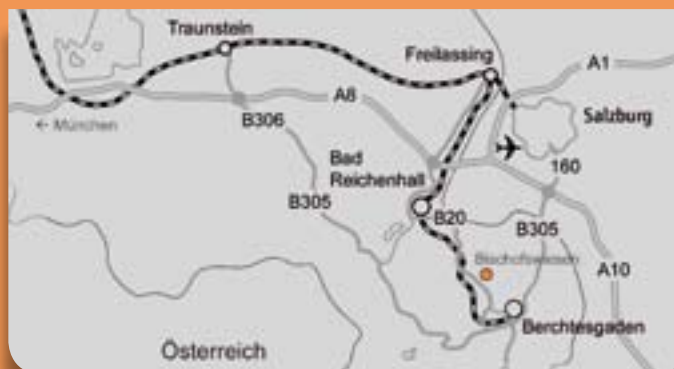 Traunstein
Freilassing
A1
A8
Salzburg
← München
B306
Bad
Reichenhall
160
B305
B20
B305
Bischofswiesen
A10
Berchtesgaden
Österreich